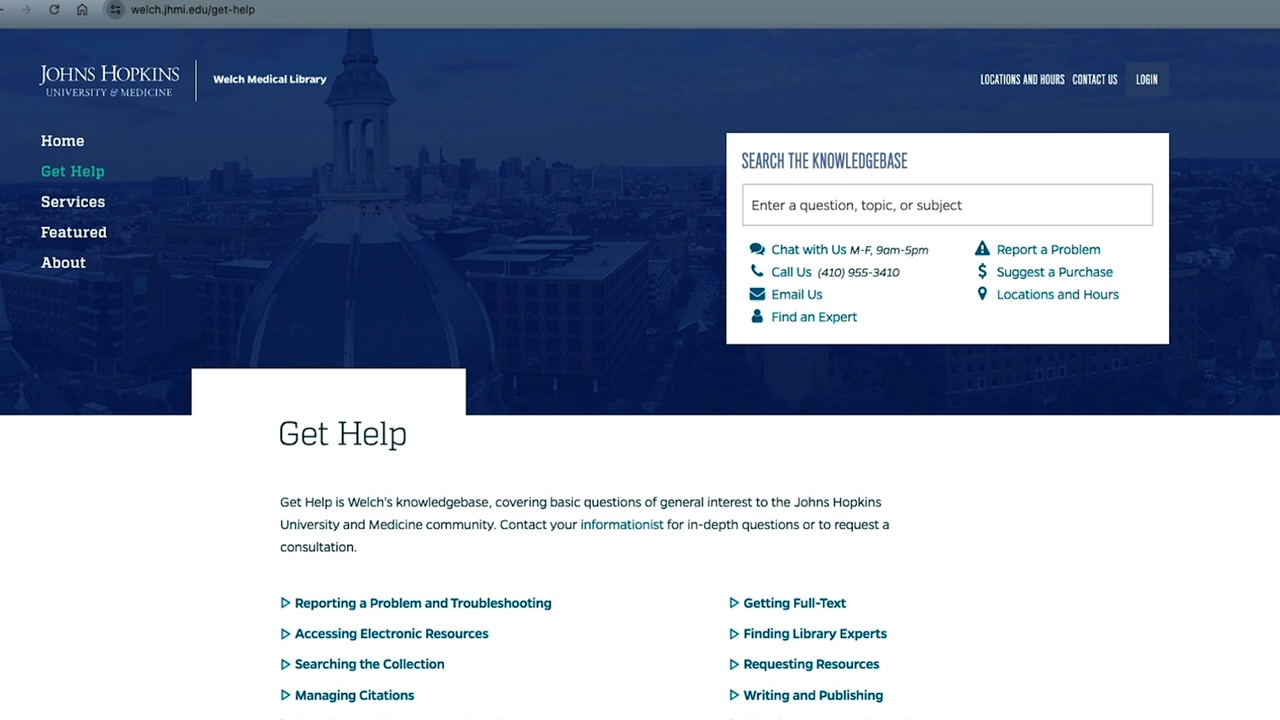 welch.jhmi.edu/get-help
JOHNS HOPKINS
UNIVERSITY & MEDICINE
Welch Medical Library
LOCATIONS AND HOURS
CONTACT US
LOGIN
Home
Get Help
Services
Featured
About
SEARCH THE KNOWLEDGEBASE
Enter a question, topic, or subject
Chat with Us M-F, 9am-5pm
Call Us (410) 955-3410
Email Us
Find an Expert
Report a Problem
$ Suggest a Purchase
Locations and Hours
Get Help
Get Help is Welch's knowledgebase, covering basic questions of general interest to the Johns Hopkins
University and Medicine community. Contact your informationist for in-depth questions or to request a
consultation.
Reporting a Problem and Troubleshooting
Accessing Electronic Resources
Searching the Collection
Managing Citations
Getting Full-Text
Finding Library Experts
Requesting Resources
Writing and Publishing